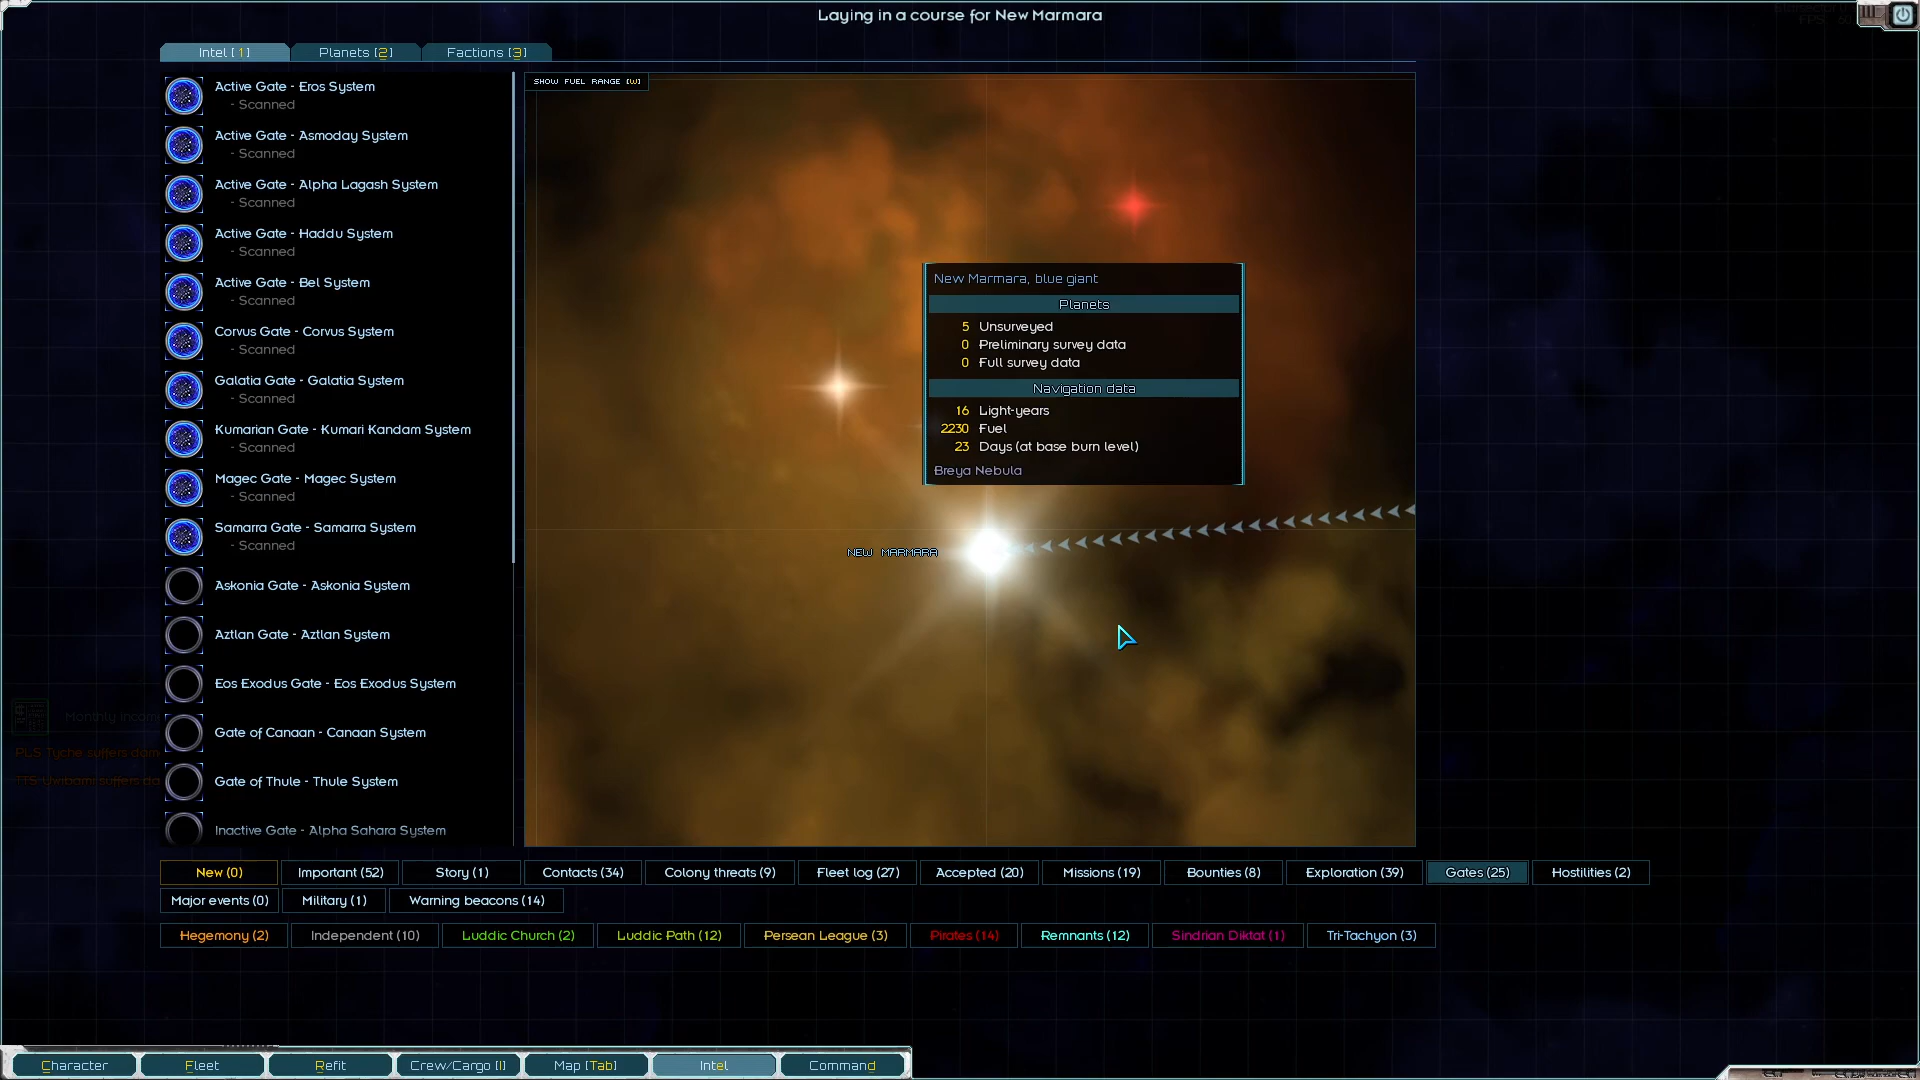 Laying in a course for New Marmara
Intel [1]
Planets [2]
Factions [3]
Active Gate - Eros System
- Scanned
Active Gate - Asmoday System
- Scanned
Active Gate - Alpha Lagash System
- Scanned
Active Gate - Haddu System
- Scanned
Active Gate - Bel System
- Scanned
Corvus Gate - Corvus System
- Scanned
Galatia Gate - Galatia System
- Scanned
Kumarian Gate - Kumari Kandam System
- Scanned
Magec Gate - Magec System
- Scanned
Samarra Gate - Samarra System
- Scanned
Askonia Gate - Askonia System
Aztlan Gate - Aztlan System
Eos Exodus Gate - Eos Exodus System
Gate of Canaan - Canaan System
Gate of Thule - Thule System
Inactive Gate - Alpha Sahara System
SHOW FUEL RANGE [W]
New Marmara, blue giant
Planets
5 Unsurveyed
0 Preliminary survey data
0 Full survey data
Navigation data
16 Light-years
2230 Fuel
23 Days (at base burn level)
Breya Nebula
NEW MARMARA
Monthly incom
PLS Tyche suffers dam
TTS Uwibami suffers da
New (0)
Important (52)
Story (1)
Contacts (34)
Colony threats (9)
Fleet log (27)
Accepted (20)
Missions (19)
Bounties (8)
Exploration (39)
Gates (25)
Hostilities (2)
Major events (0)
Military (1)
Warning beacons (14)
Hegemony (2)
Independent (10)
Luddic Church (2)
Luddic Path (12)
Persean League (3)
Pirates (14)
Remnants (12)
Sindrian Diktat (1)
Tri-Tachyon (3)
Character
Fleet
Refit
Crew/Cargo [I]
Map [Tab]
Intel
Command